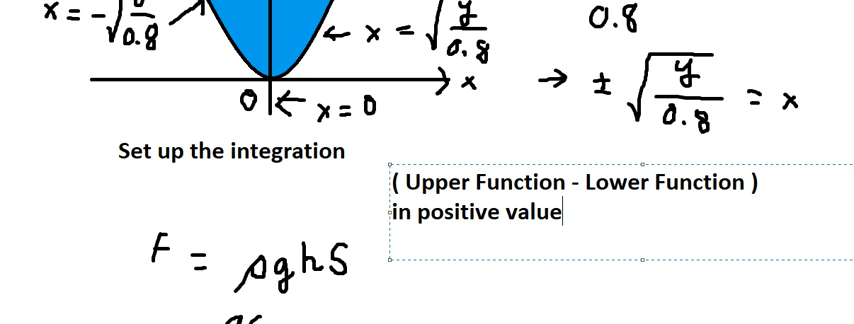 x = -√y/0.8
x = √y/0.8
0.8
→ ± √y/0.8 = x
x
0
← x = 0
Set up the integration
( Upper Function - Lower Function )
in positive value
F = ρghS